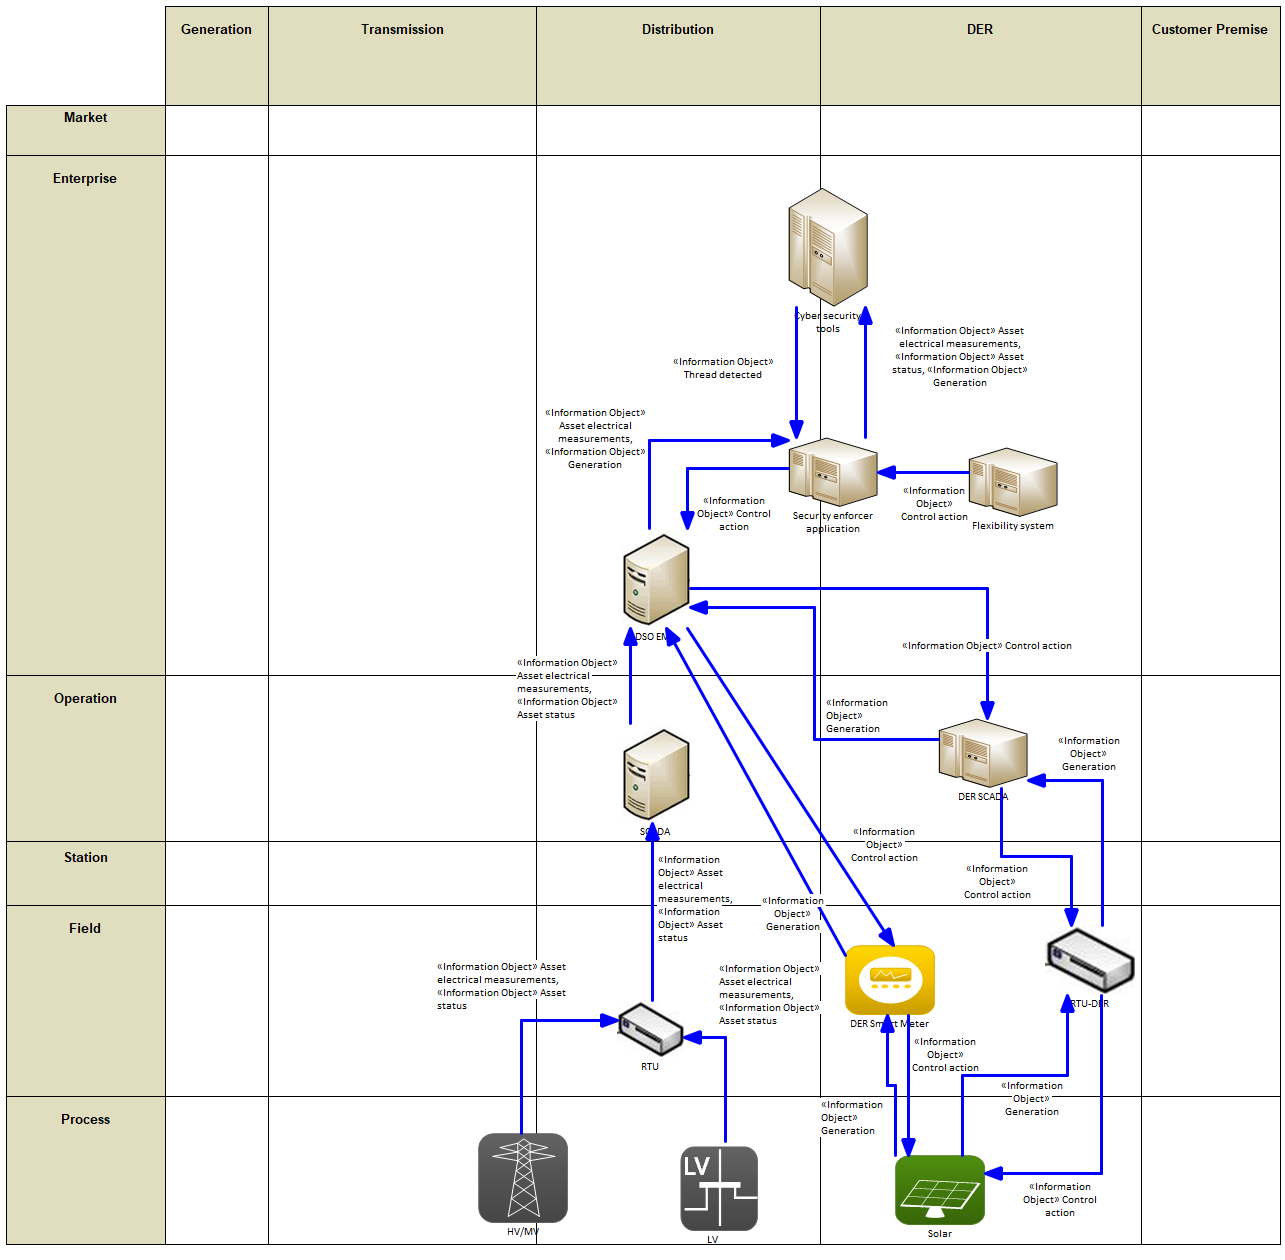 Generation
Transmission
Distribution
DER
Customer Premise
Market
Enterprise
Cyber security
tools
«Information Object» Asset
electrical measurements,
«Information Object» Asset
status, «Information Object»
Generation
«Information Object»
Thread detected
«Information Object»
Asset electrical
measurements,
«Information Object»
Generation
«Information
Object» Control
action
Security enforcer
application
«Information
Object»
Control action
Flexibility system
DSO EM
«Information Object» Control action
«Information Object»
Asset electrical
measurements,
«Information Object»
Asset status
Operation
«Information
Object»
Generation
«Information
Object»
Generation
DER SCADA
SCADA
«Information
Object»
Control action
Station
«Information
Object» Asset
electrical
measurements,
«Information
Object» Asset
status
«Information
Object»
Control action
«Information
Object»
Generation
Field
«Information Object» Asset
electrical measurements,
«Information Object» Asset
status
«Information Object»
Asset electrical
measurements,
«Information Object»
Asset status
RTU-DER
DER Smart Meter
RTU
«Information
Object»
Control action
«Information
Object»
Generation
Process
«Information
Object»
Generation
LV
«Information
Object» Control
action
HV/MV
LV
Solar